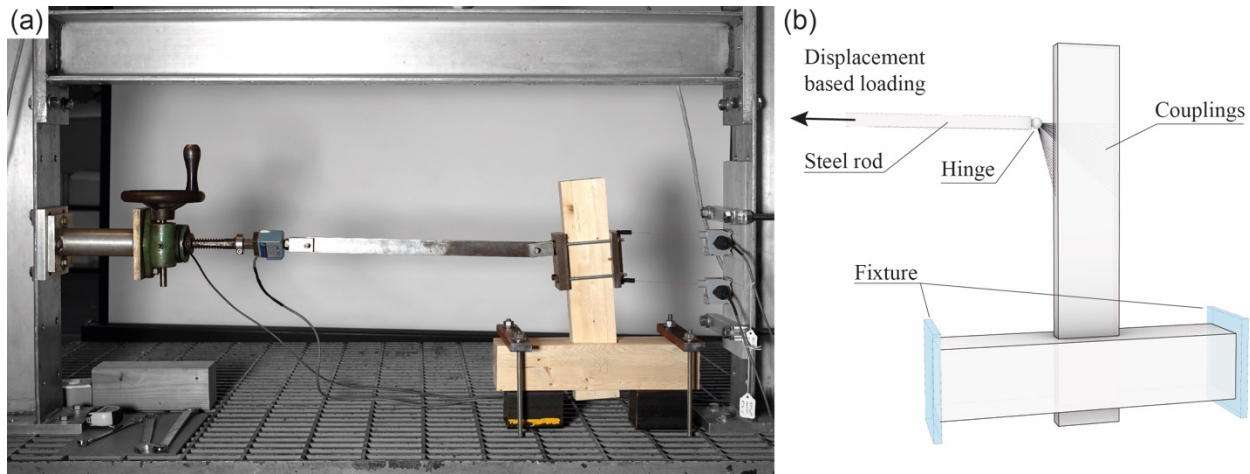 (a)
(b)
Displacement
based loading
Couplings
Steel rod
Hinge
Fixture